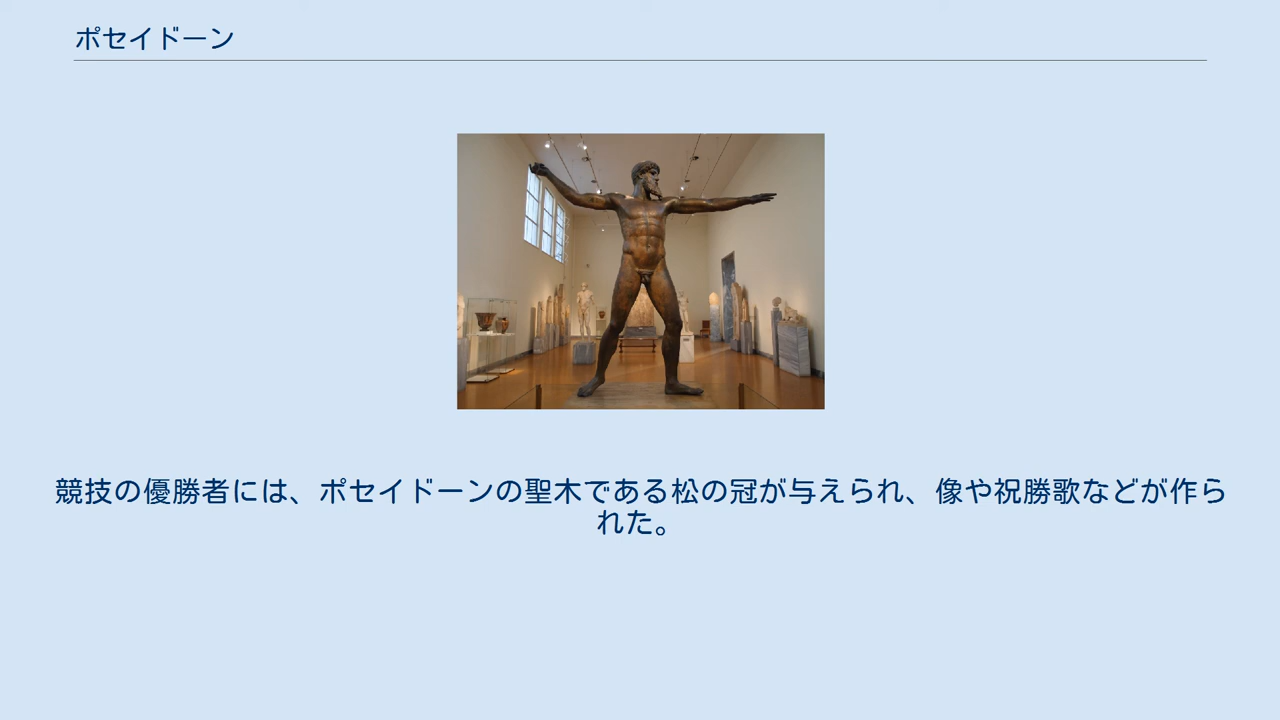 ポセイドーン
競技の優勝者には、ポセイドーンの聖木である松の冠が与えられ、像や祝勝歌などが作ら
れた。